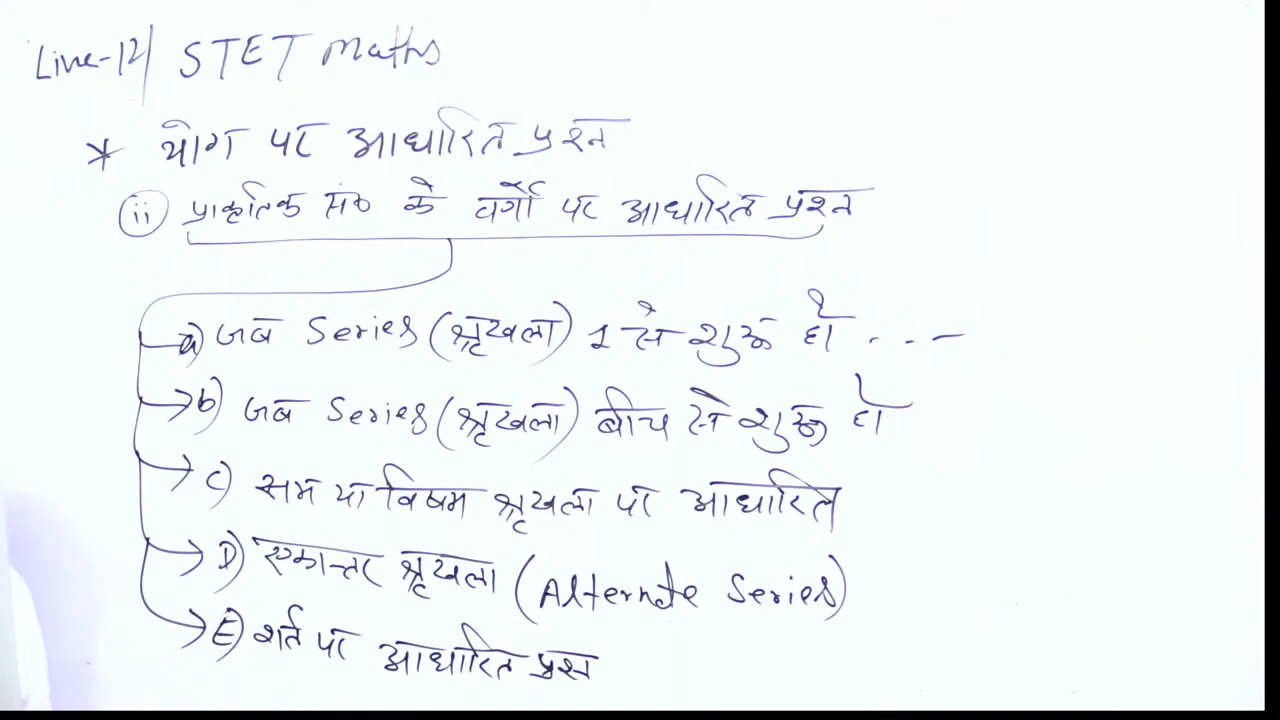 Live-12/ STET Maths
* योग पर आधारित प्रश्न
(ii) प्राकृतिक सं० के वर्गों पर आधारित प्रश्न
a) जब Series (श्रृंखला) 1 से शुरू हो . . . -
b) जब Series (श्रृंखला) बीच से शुरू हो
c) सम या विषम श्रृंखला पर आधारित
D) एकान्तर श्रृंखला (Alternate Series)
E) शर्त पर आधारित प्रश्न